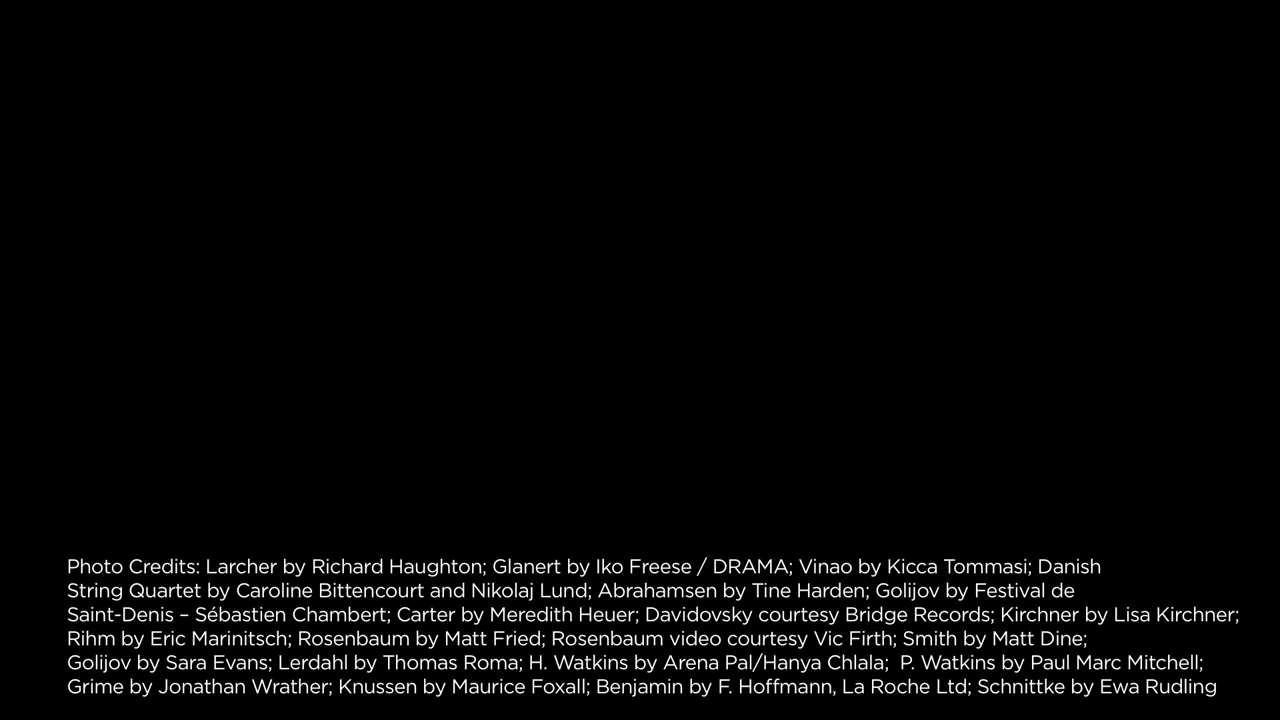 Photo Credits: Larcher by Richard Haughton; Glanert by Iko Freese / DRAMA; Vinao by Kicca Tommasi; Danish
String Quartet by Caroline Bittencourt and Nikolaj Lund; Abrahamsen by Tine Harden; Golijov by Festival de
Saint-Denis – Sébastien Chambert; Carter by Meredith Heuer; Davidovsky courtesy Bridge Records; Kirchner by Lisa Kirchner;
Rihm by Eric Marinitsch; Rosenbaum by Matt Fried; Rosenbaum video courtesy Vic Firth; Smith by Matt Dine;
Golijov by Sara Evans; Lerdahl by Thomas Roma; H. Watkins by Arena Pal/Hanya Chlala;  P. Watkins by Paul Marc Mitchell;
Grime by Jonathan Wrather; Knussen by Maurice Foxall; Benjamin by F. Hoffmann, La Roche Ltd; Schnittke by Ewa Rudling